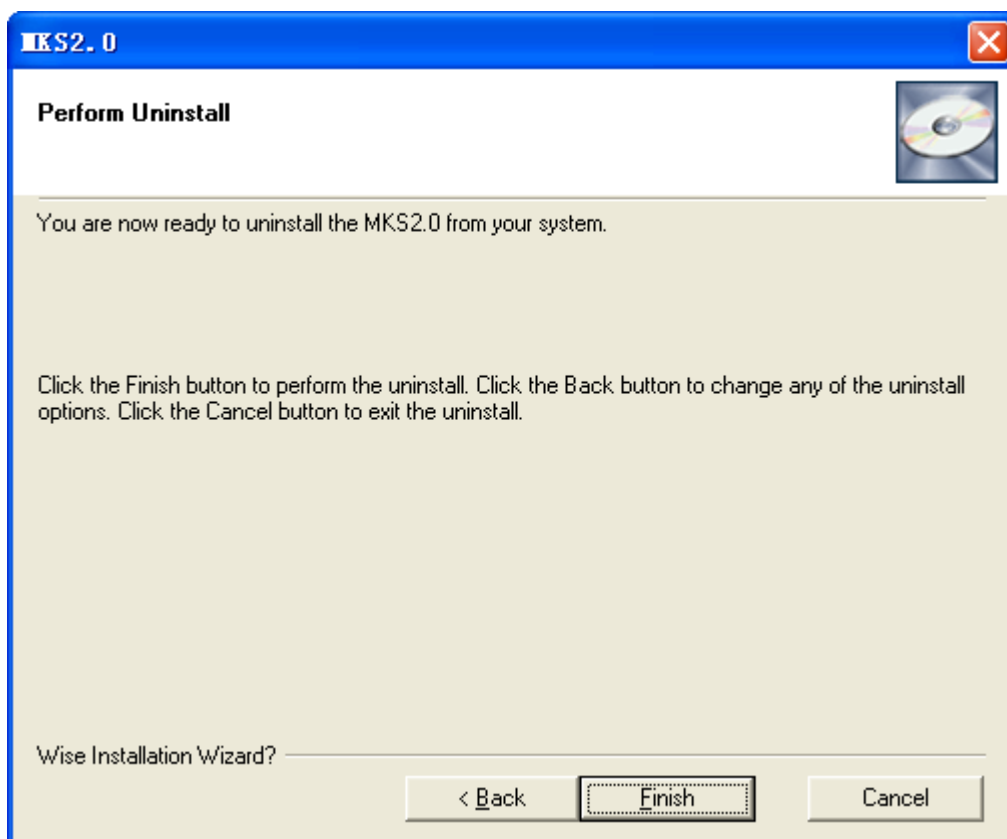 MKS2.0
Perform Uninstall
You are now ready to uninstall the MKS2.0 from your system.
Click the Finish button to perform the uninstall. Click the Back button to change any of the uninstall
options. Click the Cancel button to exit the uninstall.
Wise Installation Wizard?
< Back
Finish
Cancel